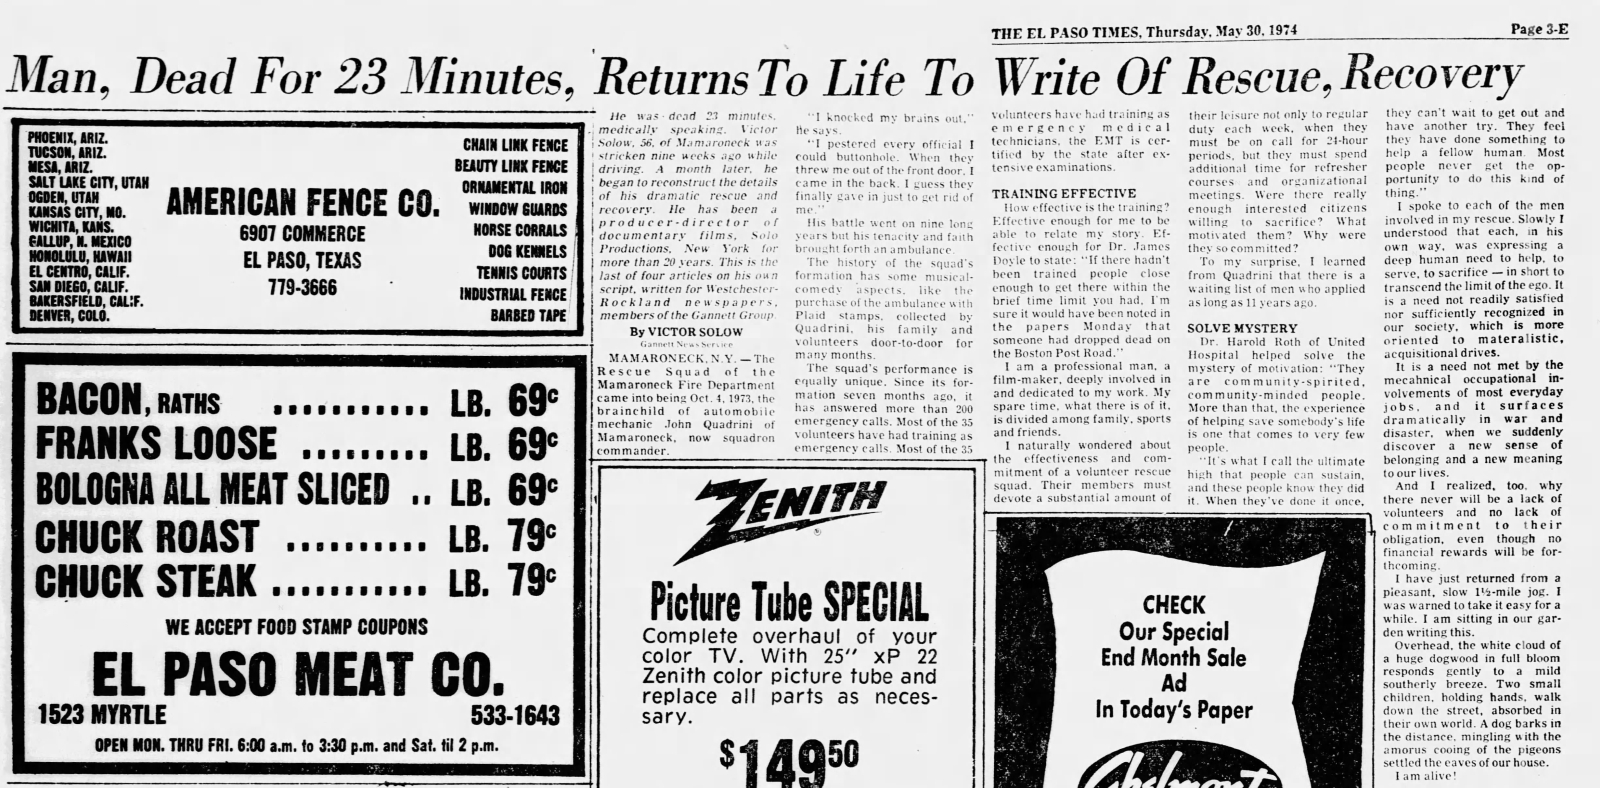 THE EL PASO TIMES, Thursday, May 30, 1974
Page 3-E
Man, Dead For 23 Minutes, Returns To Life To Write Of Rescue, Recovery
PHOENIX, ARIZ.
TUCSON, ARIZ.
MESA, ARIZ.
SALT LAKE CITY, UTAH
OGDEN, UTAH
KANSAS CITY, MO.
WICHITA, KANS.
GALLUP, N. MEXICO
HONOLULU, HAWAII
EL CENTRO, CALIF.
SAN DIEGO, CALIF.
BAKERSFIELD, CALIF.
DENVER, COLO.
AMERICAN FENCE CO.
6907 COMMERCE
EL PASO, TEXAS
779-3666
CHAIN LINK FENCE
BEAUTY LINK FENCE
ORNAMENTAL IRON
WINDOW GUARDS
HORSE CORRALS
DOG KENNELS
TENNIS COURTS
INDUSTRIAL FENCE
BARBED TAPE
BACON, RATHS ........... LB. 69c
FRANKS LOOSE ......... LB. 69c
BOLOGNA ALL MEAT SLICED .. LB. 69c
CHUCK ROAST .......... LB. 79c
CHUCK STEAK ........... LB. 79c
WE ACCEPT FOOD STAMP COUPONS
EL PASO MEAT CO.
1523 MYRTLE
533-1643
OPEN MON. THRU FRI. 6:00 a.m. to 3:30 p.m. and Sat. til 2 p.m.
He was dead 23 minutes,
medically speaking. Victor
Solow, 56, of Mamaroneck was
stricken nine weeks ago while
driving. A month later, he
began to reconstruct the details
of his dramatic rescue and
recovery. He has been a
producer-director of
documentary films, Solo
Productions, New York for
more than 20 years. This is the
last of four articles on his own
script, written for Westchester-
Rockland newspapers,
members of the Gannett Group.
By VICTOR SOLOW
Gannett News Service
MAMARONECK, N.Y. — The
Rescue Squad of the
Mamaroneck Fire Department
came into being Oct. 4, 1973, the
brainchild of automobile
mechanic John Quadrini of
Mamaroneck, now squadron
commander.
"I knocked my brains out,"
he says.
"I pestered every official I
could buttonhole. When they
threw me out of the front door, I
came in the back. I guess they
finally gave in just to get rid of
me."
His battle went on nine long
years but his tenacity and faith
brought forth an ambulance.
The history of the squad's
formation has some musical-
comedy aspects, like the
purchase of the ambulance with
Plaid stamps, collected by
Quadrini, his family and
volunteers door-to-door for
many months.
The squad's performance is
equally unique. Since its for-
mation seven months ago, it
has answered more than 200
emergency calls. Most of the 35
volunteers have had training as
emergency calls. Most of the 35
volunteers have had training as
emergency medical
technicians, the EMT is cer-
tified by the state after ex-
tensive examinations.
TRAINING EFFECTIVE
How effective is the training?
Effective enough for me to be
able to relate my story. Ef-
fective enough for Dr. James
Doyle to state: "If there hadn't
been trained people close
enough to get there within the
brief time limit you had, I'm
sure it would have been noted in
the papers Monday that
someone had dropped dead on
the Boston Post Road."
I am a professional man, a
film-maker, deeply involved in
and dedicated to my work. My
spare time, what there is of it,
is divided among family, sports
and friends.
I naturally wondered about
the effectiveness and com-
mitment of a volunteer rescue
squad. Their members must
devote a substantial amount of
their leisure not only to regular
duty each week, when they
must be on call for 24-hour
periods, but they must spend
additional time for refresher
courses and organizational
meetings. Were there really
enough interested citizens
willing to sacrifice? What
motivated them? Why were
they so committed?
To my surprise, I learned
from Quadrini that there is a
waiting list of men who applied
as long as 11 years ago.
SOLVE MYSTERY
Dr. Harold Roth of United
Hospital helped solve the
mystery of motivation: "They
are community-spirited,
community-minded people.
More than that, the experience
of helping save somebody's life
is one that comes to very few
people.
"It's what I call the ultimate
high that people can sustain,
and these people know they did
it. When they've done it once,
they can't wait to get out and
have another try. They feel
they have done something to
help a fellow human. Most
people never get the op-
portunity to do this kind of
thing."
I spoke to each of the men
involved in my rescue. Slowly I
understood that each, in his
own way, was expressing a
deep human need to help, to
serve, to sacrifice — in short to
transcend the limit of the ego. It
is a need not readily satisfied
nor sufficiently recognized in
our society, which is more
oriented to materalistic,
acquisitional drives.
It is a need not met by the
mecahnical occupational in-
volvements of most everyday
jobs, and it surfaces
dramatically in war and
disaster, when we suddenly
discover a new sense of
belonging and a new meaning
to our lives.
And I realized, too, why
there never will be a lack of
volunteers and no lack of
commitment to their
obligation, even though no
financial rewards will be for-
thcoming.
I have just returned from a
pleasant, slow 1½-mile jog. I
was warned to take it easy for a
while. I am sitting in our gar-
den writing this.
Overhead, the white cloud of
a huge dogwood in full bloom
responds gently to a mild
southerly breeze. Two small
children, holding hands, walk
down the street, absorbed in
their own world. A dog barks in
the distance, mingling with the
amorus cooing of the pigeons
settled the eaves of our house.
I am alive!
ZENITH
®
Picture Tube SPECIAL
Complete overhaul of your
color TV. With 25" xP 22
Zenith color picture tube and
replace all parts as neces-
sary.
$149.50
CHECK
Our Special
End Month Sale
Ad
In Today's Paper